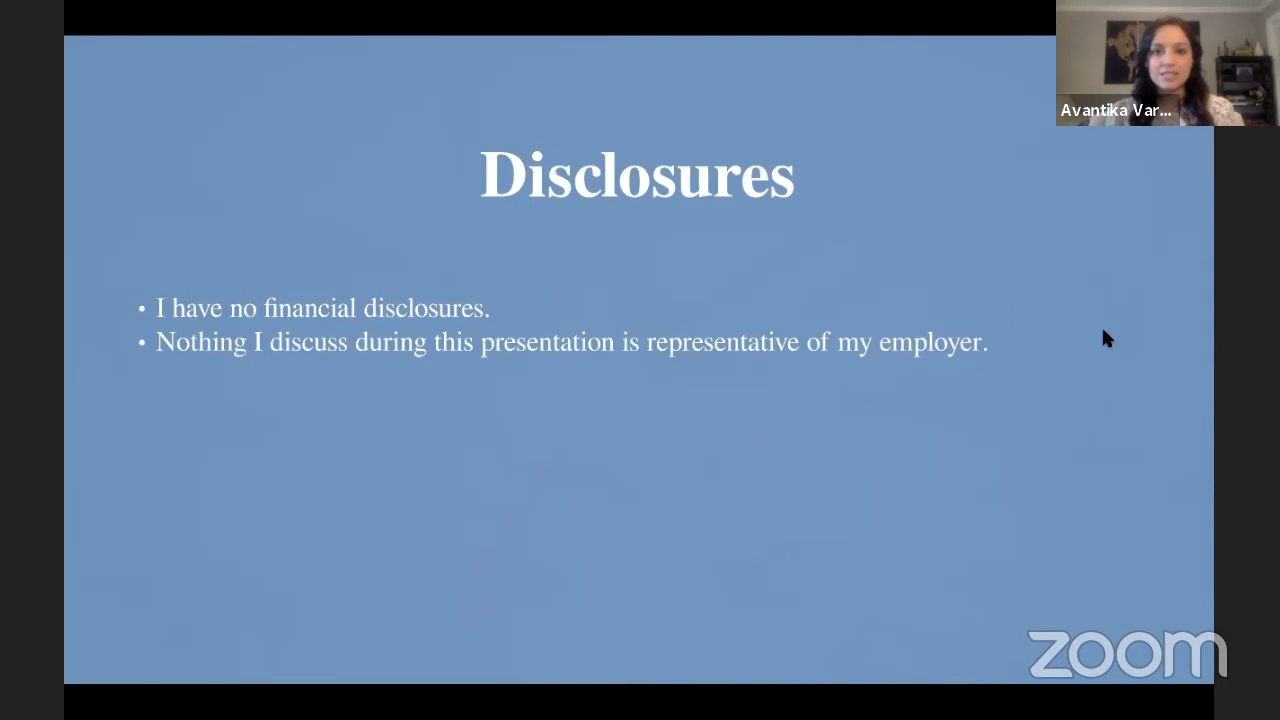 Avantika Var...
Disclosures
• I have no financial disclosures.
• Nothing I discuss during this presentation is representative of my employer.
zoom